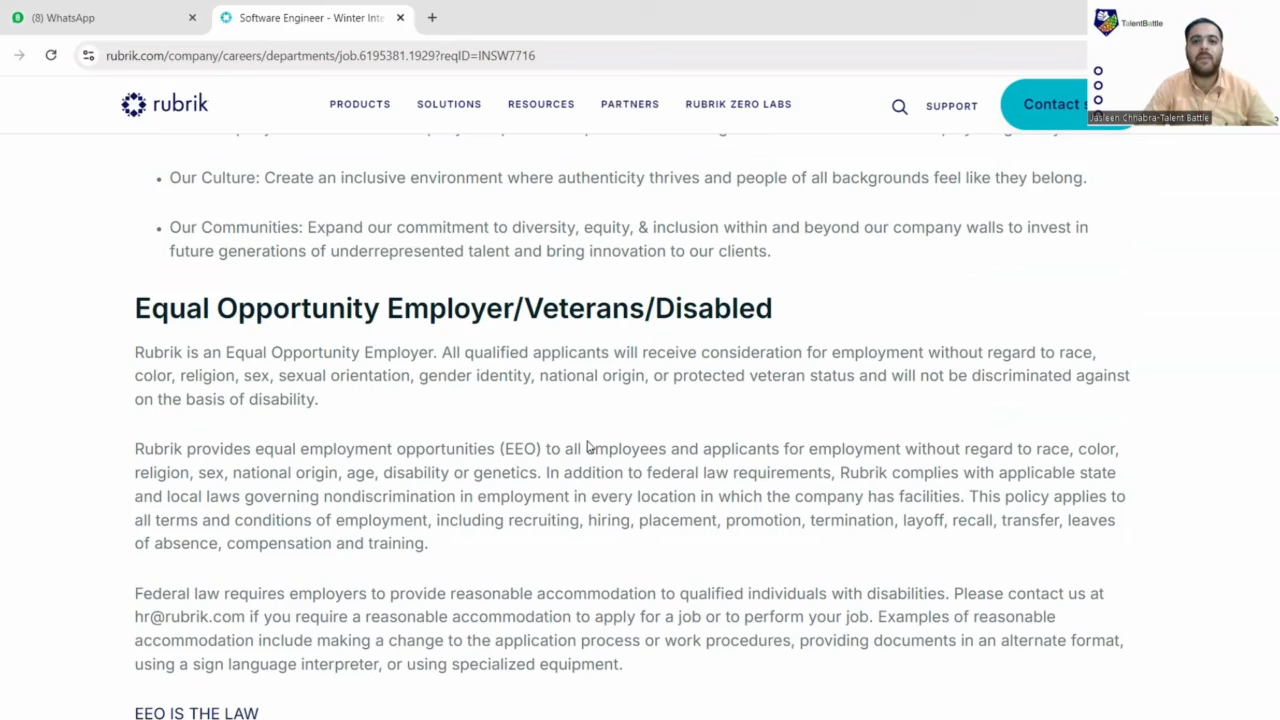 (8) WhatsApp
Software Engineer - Winter Inte
rubrik.com/company/careers/departments/job.6195381.1929?reqID=INSW7716
TalentBattle
Jasleen Chhabra-Talent Battle
rubrik
PRODUCTS SOLUTIONS RESOURCES PARTNERS RUBRIK ZERO LABS SUPPORT Contact
• Our Culture: Create an inclusive environment where authenticity thrives and people of all backgrounds feel like they belong.
• Our Communities: Expand our commitment to diversity, equity, & inclusion within and beyond our company walls to invest in
future generations of underrepresented talent and bring innovation to our clients.
Equal Opportunity Employer/Veterans/Disabled
Rubrik is an Equal Opportunity Employer. All qualified applicants will receive consideration for employment without regard to race,
color, religion, sex, sexual orientation, gender identity, national origin, or protected veteran status and will not be discriminated against
on the basis of disability.
Rubrik provides equal employment opportunities (EEO) to all employees and applicants for employment without regard to race, color,
religion, sex, national origin, age, disability or genetics. In addition to federal law requirements, Rubrik complies with applicable state
and local laws governing nondiscrimination in employment in every location in which the company has facilities. This policy applies to
all terms and conditions of employment, including recruiting, hiring, placement, promotion, termination, layoff, recall, transfer, leaves
of absence, compensation and training.
Federal law requires employers to provide reasonable accommodation to qualified individuals with disabilities. Please contact us at
hr@rubrik.com if you require a reasonable accommodation to apply for a job or to perform your job. Examples of reasonable
accommodation include making a change to the application process or work procedures, providing documents in an alternate format,
using a sign language interpreter, or using specialized equipment.
EEO IS THE LAW